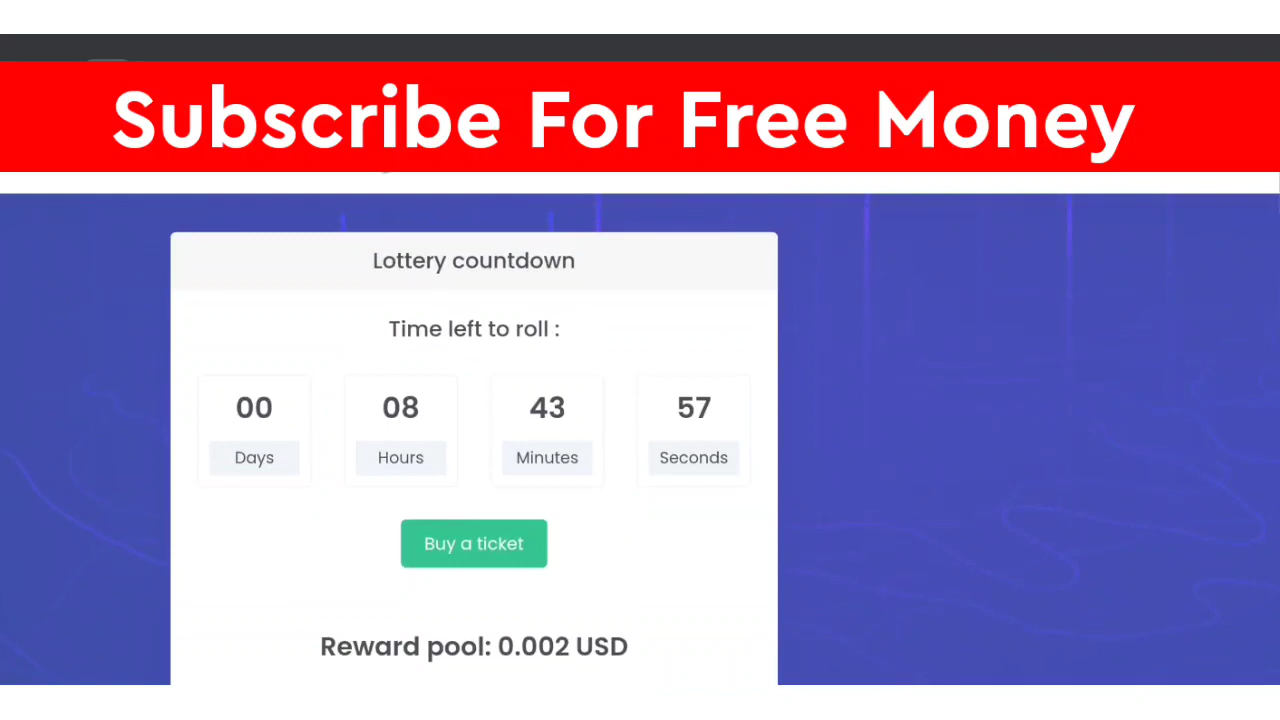 Subscribe For Free Money
Lottery countdown
Time left to roll :
00 08 43 57
Days Hours Minutes Seconds
Buy a ticket
Reward pool: 0.002 USD